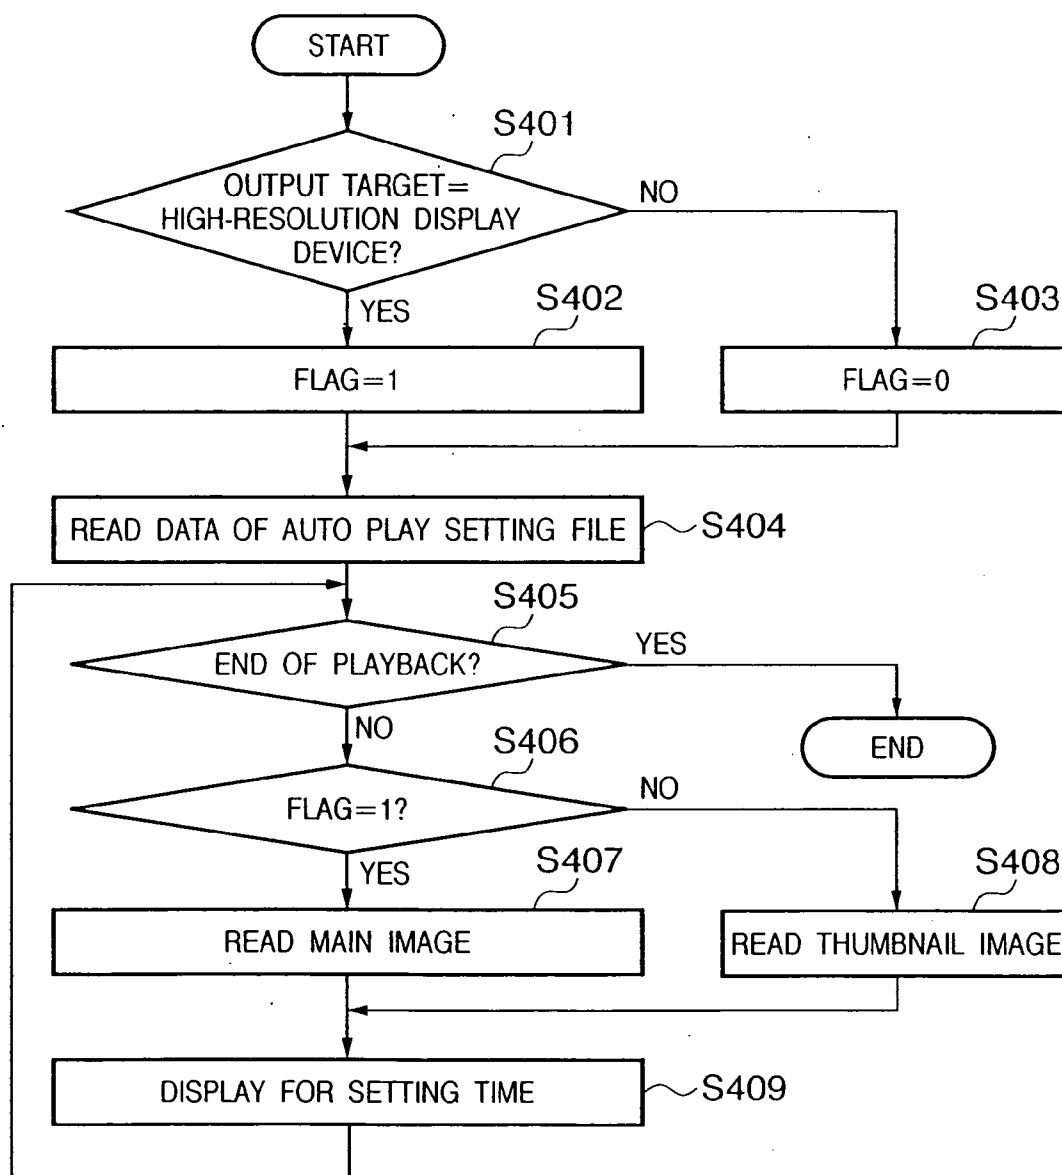 START
S401
OUTPUT TARGET=
HIGH-RESOLUTION DISPLAY
DEVICE?
NO
YES
S402
S403
FLAG=1
FLAG=0
READ DATA OF AUTO PLAY SETTING FILE
S404
S405
END OF PLAYBACK?
YES
NO
END
S406
FLAG=1?
NO
YES
S407
S408
READ MAIN IMAGE
READ THUMBNAIL IMAGE
DISPLAY FOR SETTING TIME
S409